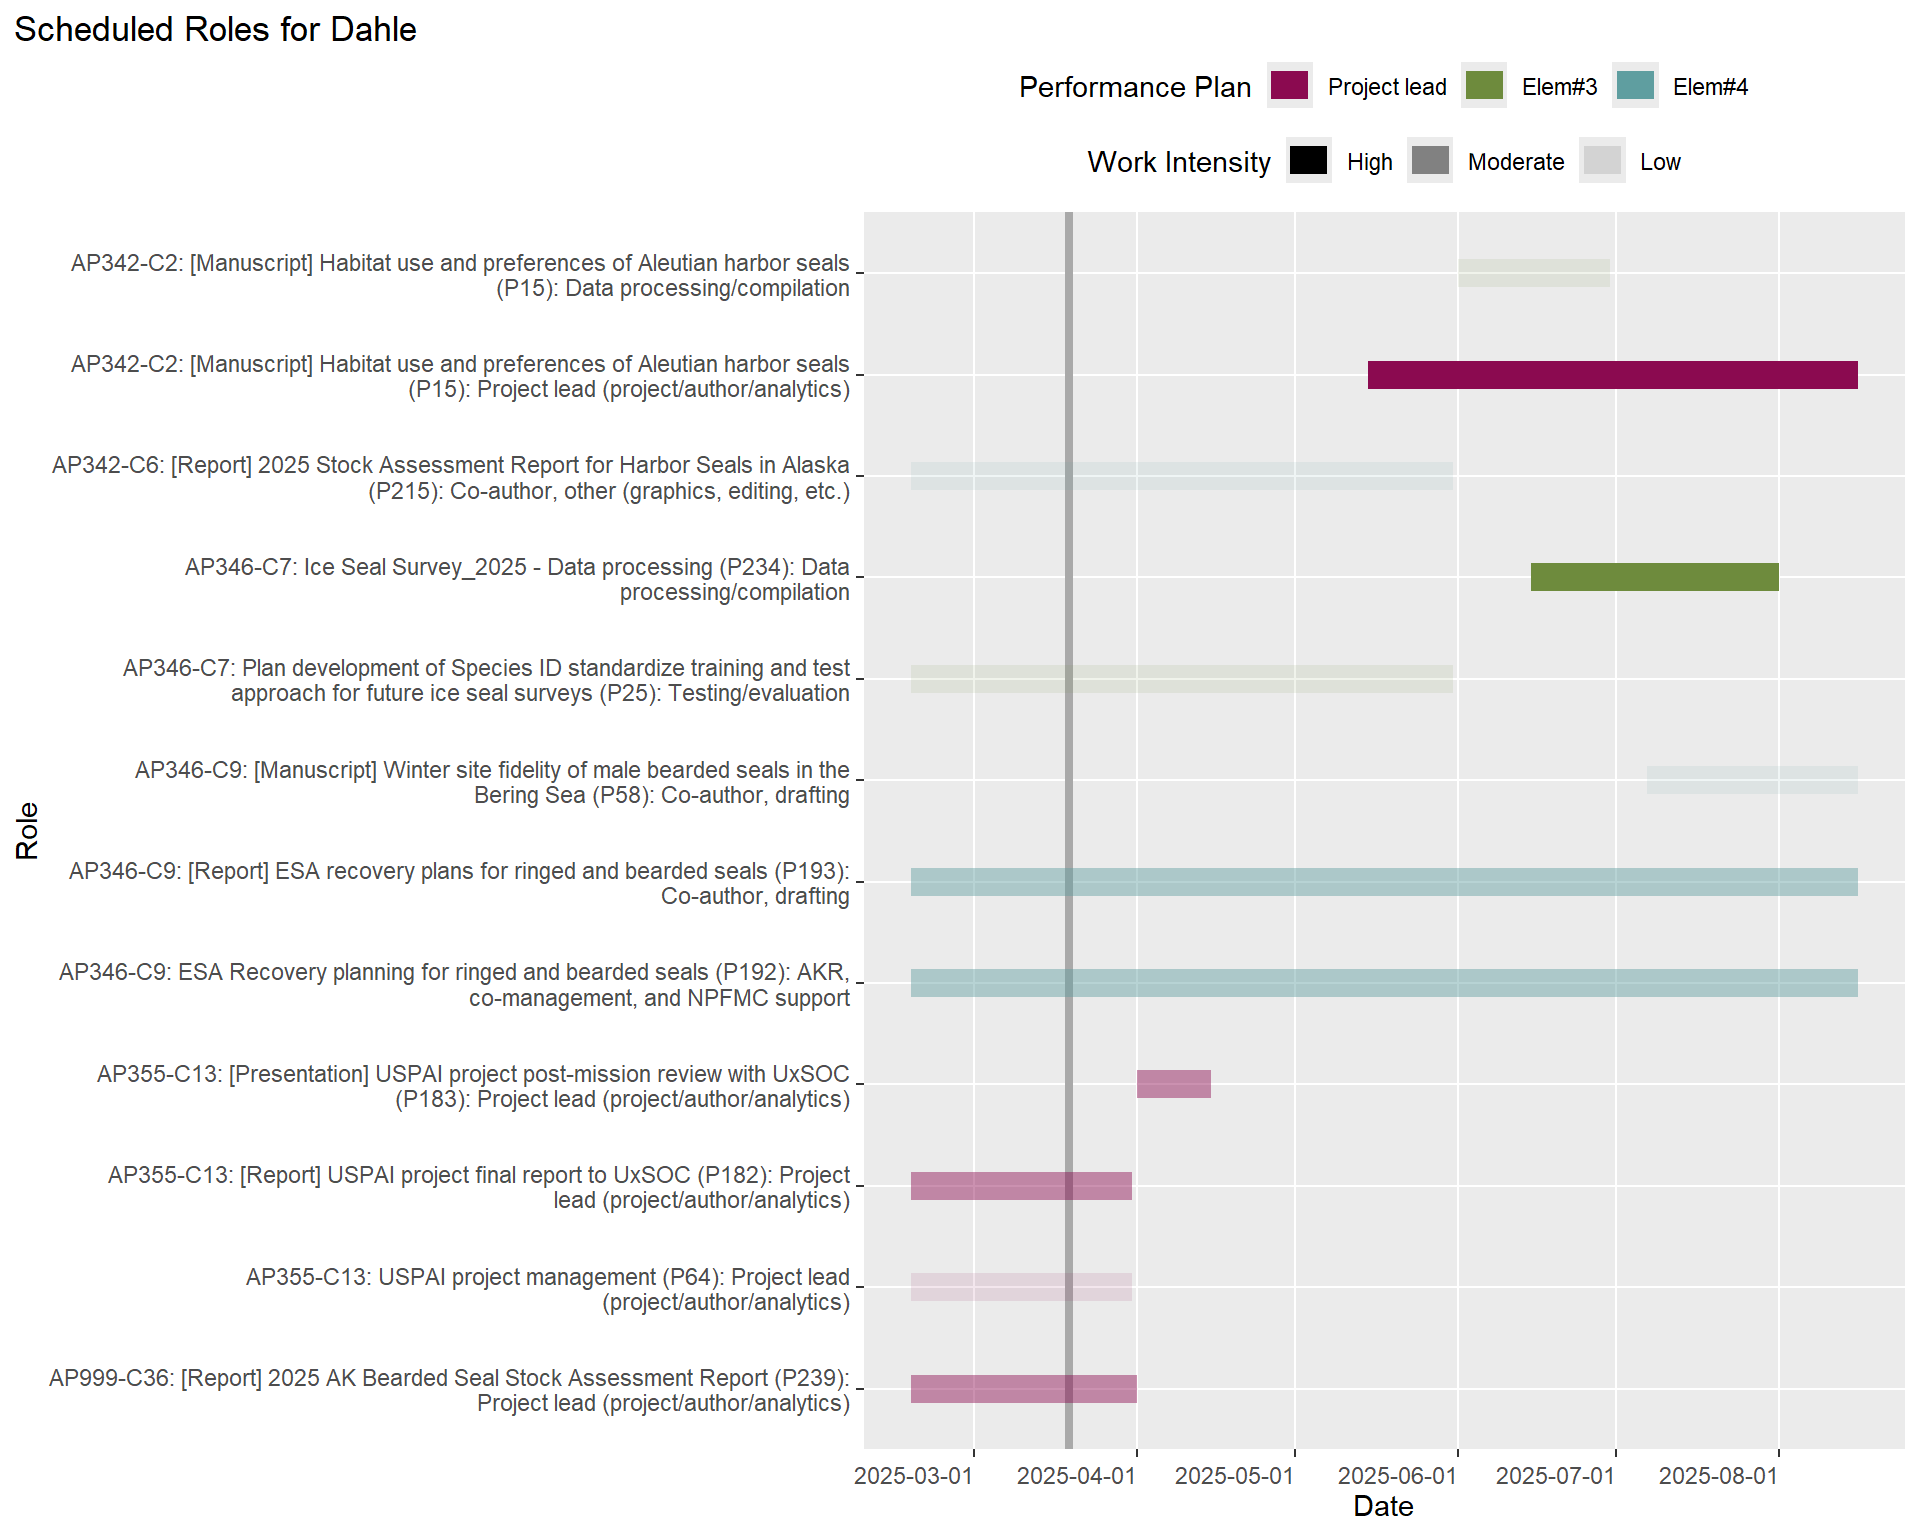 Scheduled Roles for Dahle
Performance Plan Project lead Elem#3 Elem#4
Work Intensity High Moderate Low
AP342-C2: [Manuscript] Habitat use and preferences of Aleutian harbor seals
(P15): Data processing/compilation
AP342-C2: [Manuscript] Habitat use and preferences of Aleutian harbor seals
(P15): Project lead (project/author/analytics)
AP342-C6: [Report] 2025 Stock Assessment Report for Harbor Seals in Alaska
(P215): Co-author, other (graphics, editing, etc.)
AP346-C7: Ice Seal Survey_2025 - Data processing (P234): Data
processing/compilation
AP346-C7: Plan development of Species ID standardize training and test
approach for future ice seal surveys (P25): Testing/evaluation
AP346-C9: [Manuscript] Winter site fidelity of male bearded seals in the
Bering Sea (P58): Co-author, drafting
AP346-C9: [Report] ESA recovery plans for ringed and bearded seals (P193):
Co-author, drafting
AP346-C9: ESA Recovery planning for ringed and bearded seals (P192): AKR,
co-management, and NPFMC support
AP355-C13: [Presentation] USPAI project post-mission review with UxSOC
(P183): Project lead (project/author/analytics)
AP355-C13: [Report] USPAI project final report to UxSOC (P182): Project
lead (project/author/analytics)
AP355-C13: USPAI project management (P64): Project lead
(project/author/analytics)
AP999-C36: [Report] 2025 AK Bearded Seal Stock Assessment Report (P239):
Project lead (project/author/analytics)
Role
2025-03-01 2025-04-01 2025-05-01 2025-06-01 2025-07-01 2025-08-01
Date